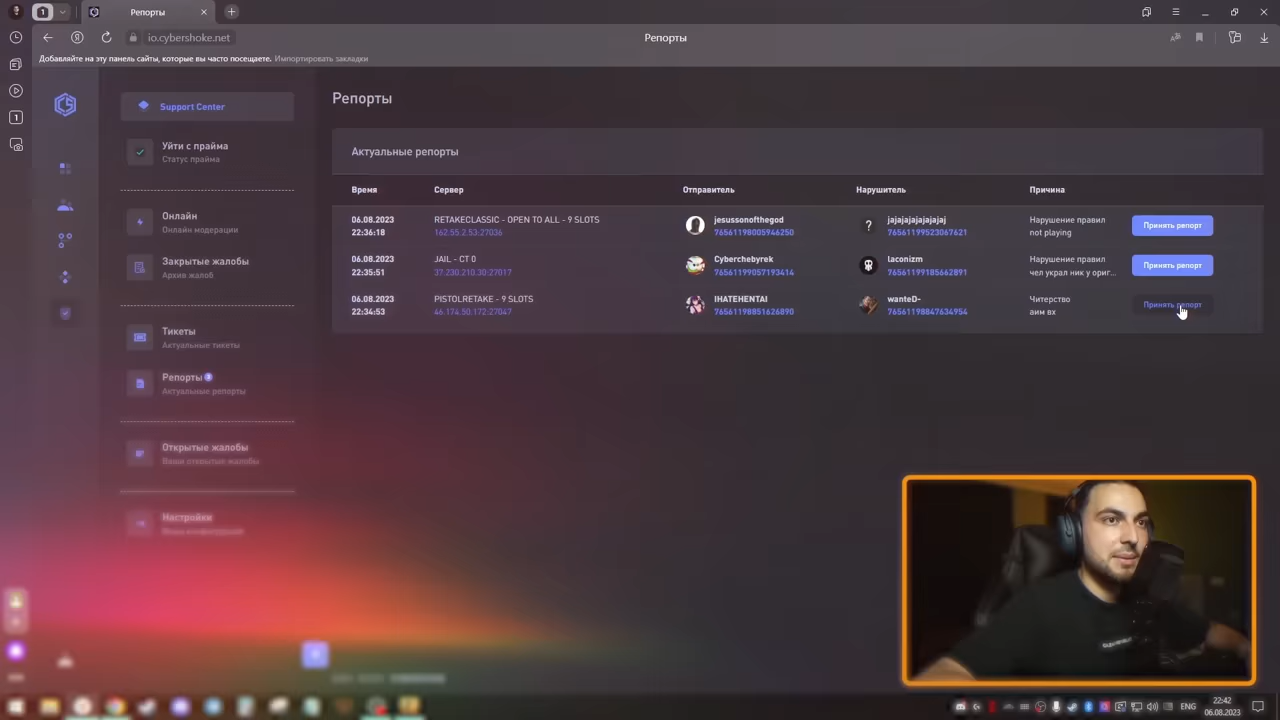 1
Репорты
io.cybershoke.net
Репорты
Добавляйте на эту панель сайты, которые вы часто посещаете. Импортировать закладки
1
Support Center
Уйти с прайма
Статус прайма
Онлайн
Онлайн модерации
Закрытые жалобы
Архив жалоб
Тикеты
Актуальные тикеты
Репорты 3
Актуальные репорты
Открытые жалобы
Ваши открытые жалобы
Настройки
Репорты
Актуальные репорты
Время Сервер Отправитель Нарушитель Причина
06.08.2023 RETAKECLASSIC - OPEN TO ALL - 9 SLOTS jesussonofthegod jajajajajajajaj Нарушение правил
22:36:18 162.55.2.53:27036 76561198005946250 76561199523067621 not playing
Принять репорт
06.08.2023 JAIL - CT 0 Cyberchebyrek laconizm Нарушение правил
22:35:51 37.230.210.30:27017 76561199057193414 76561199185662891 чел украл ник у ориг...
Принять репорт
06.08.2023 PISTOLRETAKE - 9 SLOTS IHATEHENTAI wanteD- Читерство
22:34:53 46.174.50.172:27047 76561198851626890 76561198847634954 аим вх
Принять репорт
ENG
22:42
06.08.2023